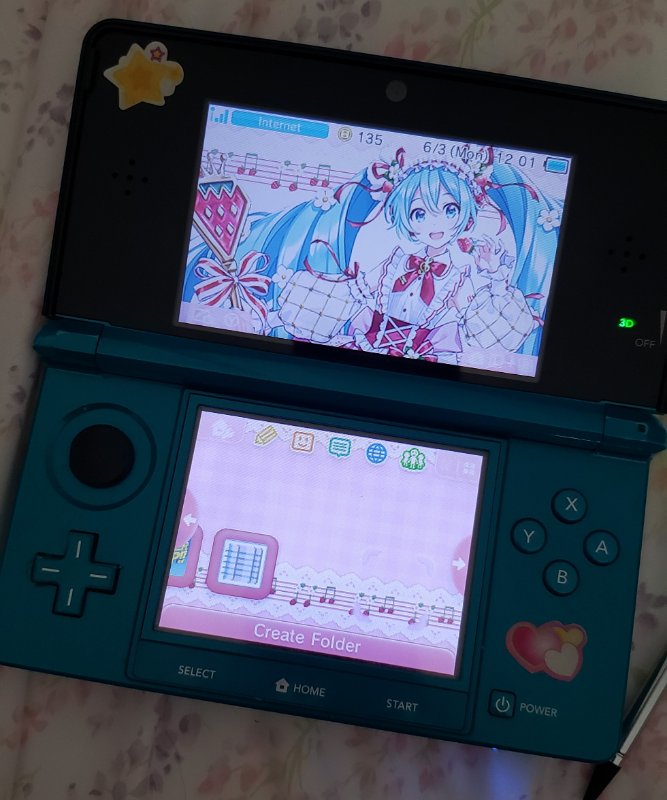 Internet
135
6/3 (Mon) 12 01
3D
OFF
X
Y
A
B
Create Folder
SELECT
HOME
START
POWER